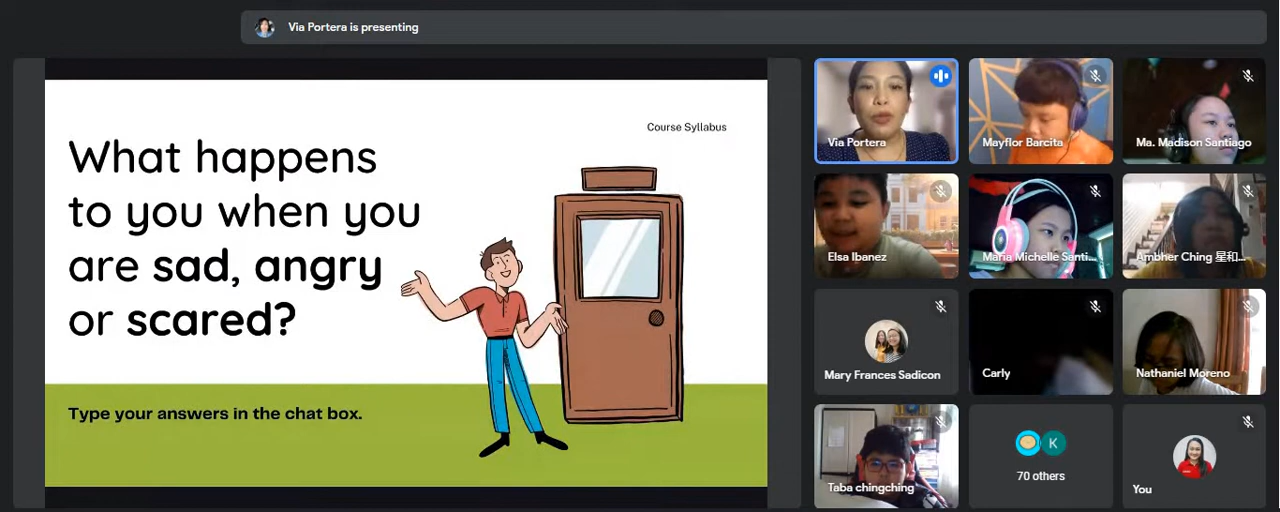 Via Portera is presenting
Course Syllabus
What happens
to you when you
are sad, angry
or scared?
Type your answers in the chat box.
Via Portera
Mayflor Barcita
Ma. Madison Santiago
Elsa Ibanez
Maria Michelle Santi...
Ambher Ching 星和...
Mary Frances Sadicon
Carly
Nathaniel Moreno
Taba chingching
K
70 others
You